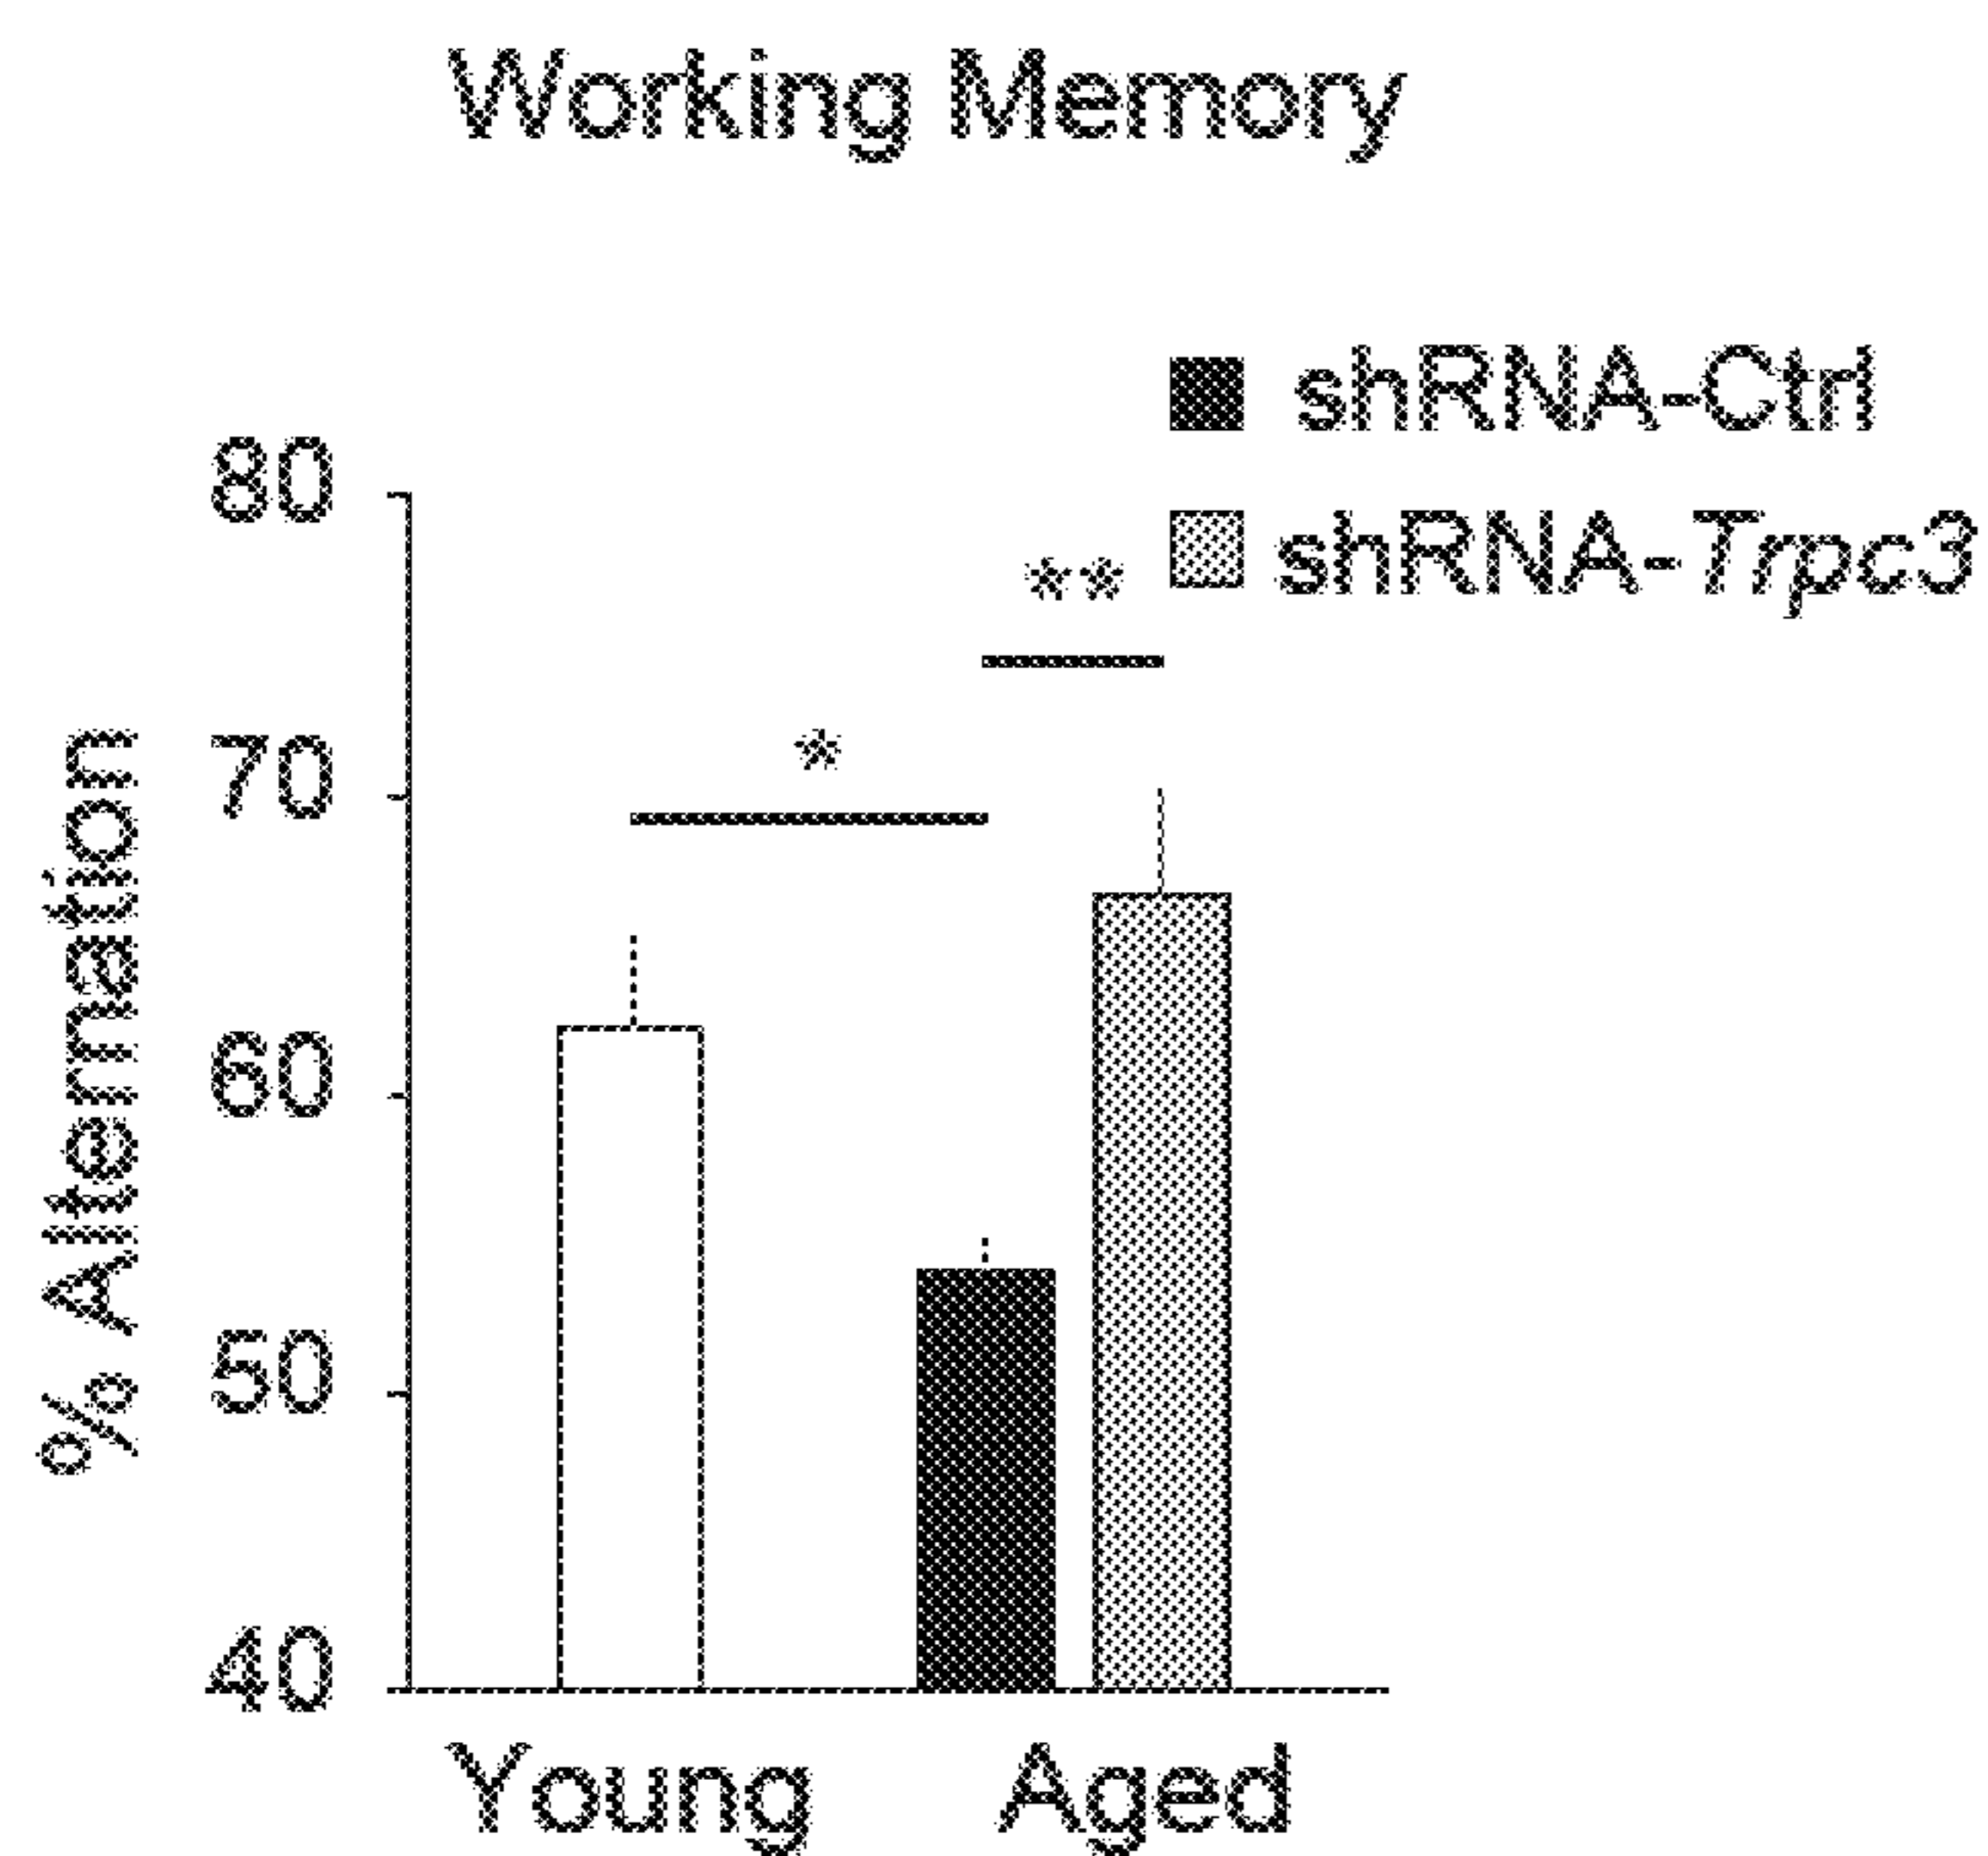 Working Memory
shRNA-Ctrl
shRNA-Trpc3
**
*
% Alternation
80
70
60
50
40
Young Aged